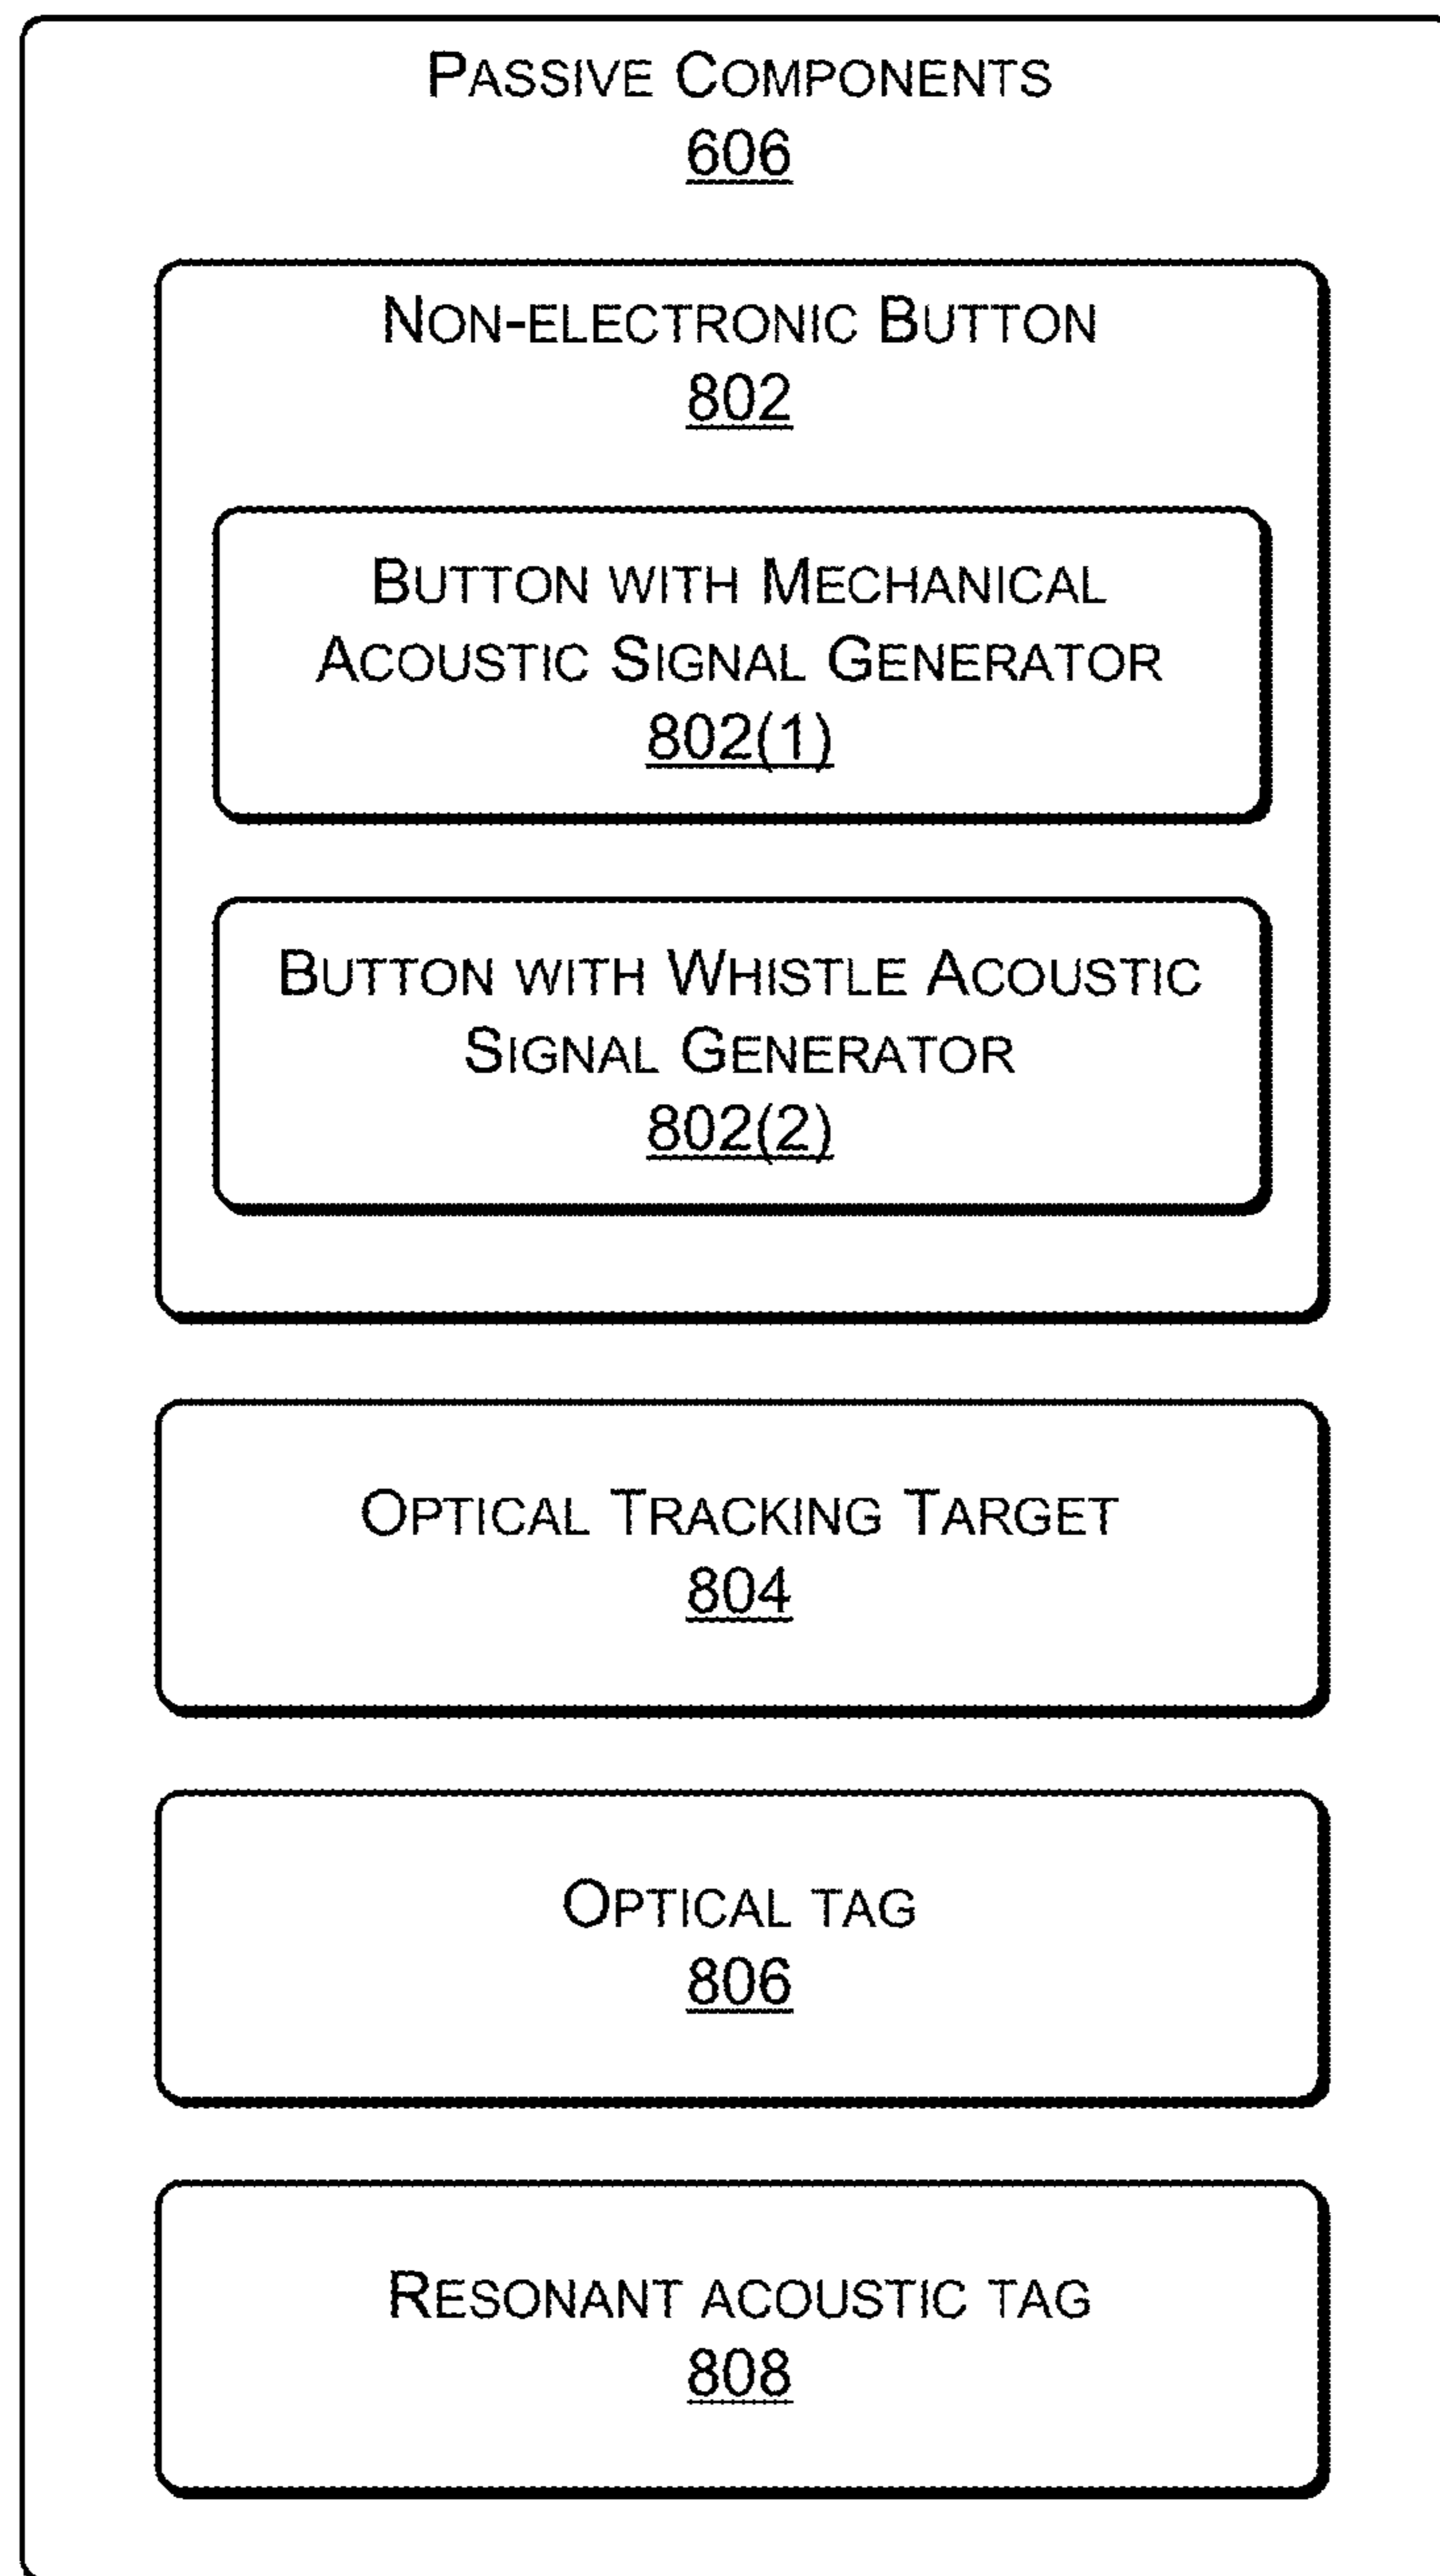 PASSIVE COMPONENTS
606
NON-ELECTRONIC BUTTON
802
BUTTON WITH MECHANICAL
ACOUSTIC SIGNAL GENERATOR
802(1)
BUTTON WITH WHISTLE ACOUSTIC
SIGNAL GENERATOR
802(2)
OPTICAL TRACKING TARGET
804
OPTICAL TAG
806
RESONANT ACOUSTIC TAG
808